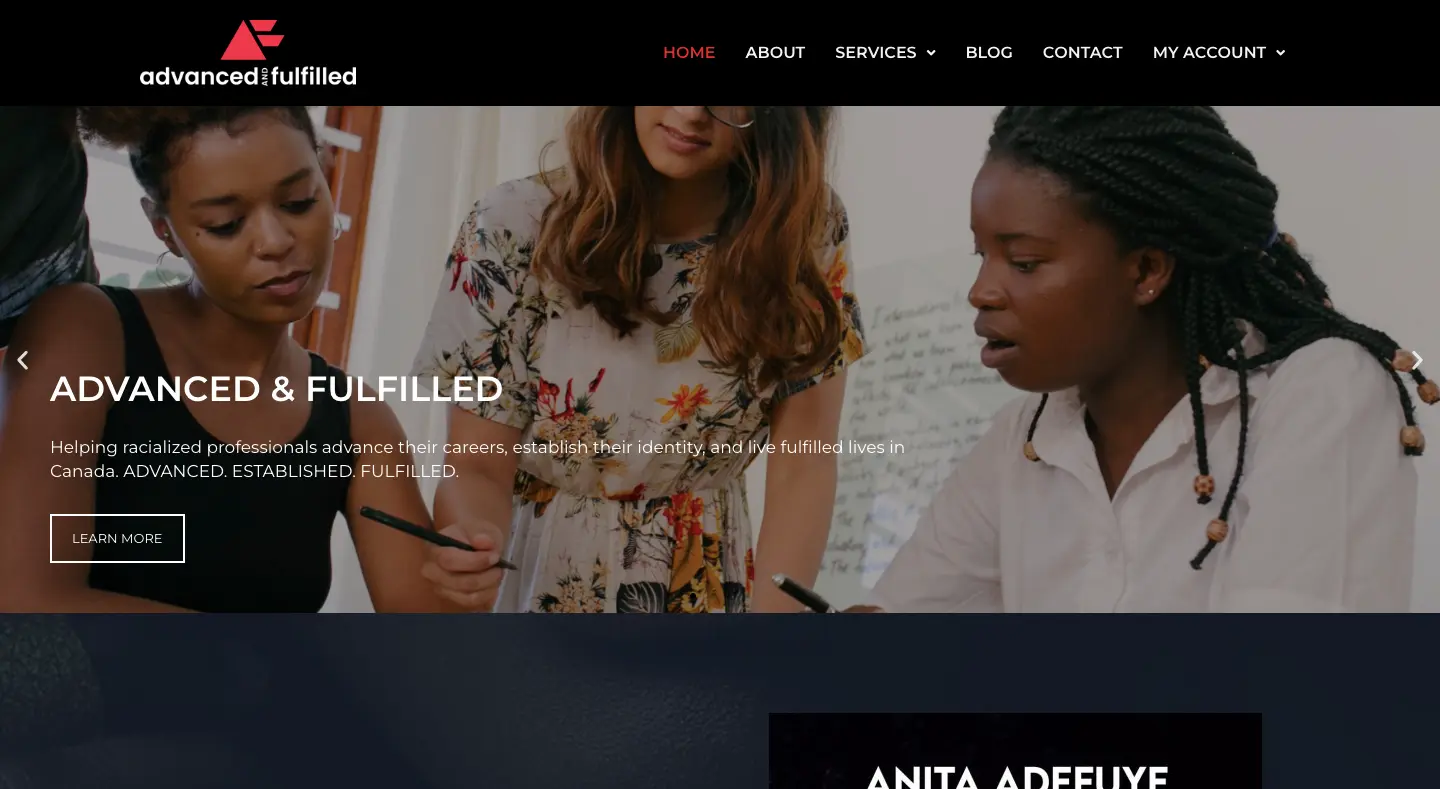 advanced AND fulfilled
HOME ABOUT SERVICES BLOG CONTACT MY ACCOUNT
ADVANCED & FULFILLED
Helping racialized professionals advance their careers, establish their identity, and live fulfilled lives in
Canada. ADVANCED. ESTABLISHED. FULFILLED.
LEARN MORE
ANITA ADEFUYE